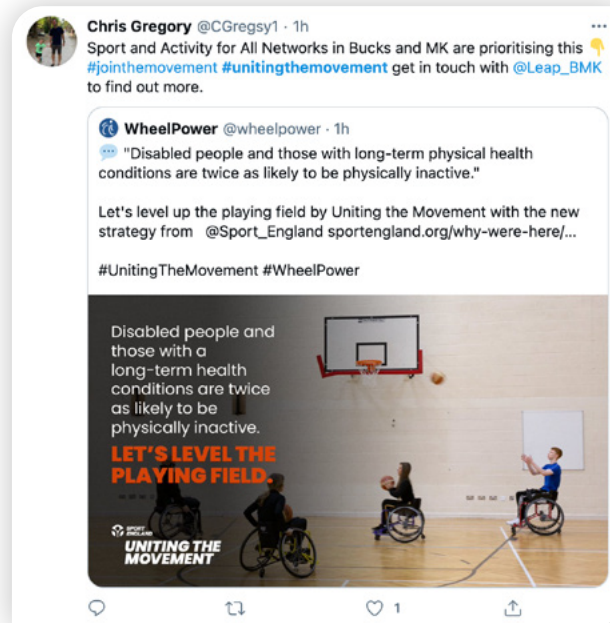 Chris Gregory @CGregsy1 · 1h
Sport and Activity for All Networks in Bucks and MK are prioritising this 👇
#jointhemovement #unitingthemovement get in touch with @Leap_BMK
to find out more.
WheelPower @wheelpower · 1h
💬 "Disabled people and those with long-term physical health
conditions are twice as likely to be physically inactive."
Let's level up the playing field by Uniting the Movement with the new
strategy from @Sport_England sportengland.org/why-were-here/...
#UnitingTheMovement #WheelPower
Disabled people and
those with a
long-term health
conditions are twice
as likely to be
physically inactive.
LET'S LEVEL THE
PLAYING FIELD.
SPORT
ENGLAND
UNITING THE
MOVEMENT
1